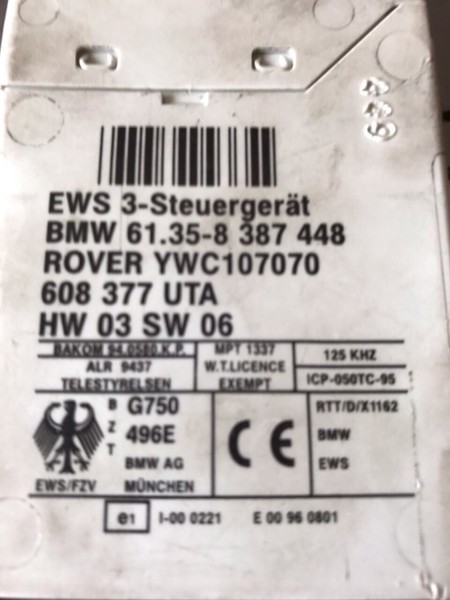 EWS 3-Steuergerät
BMW 61.35-8 387 448
ROVER YWC107070
608 377 UTA
HW 03 SW 06
BAKOM 94.0580.K.P.
ALR 9437
TELESTYRELSEN
MPT 1337
W.T.LICENCE
EXEMPT
125 KHZ
ICP-050TC-95
EWS/FZV
B Z T
G750
496E
BMW AG
MÜNCHEN
CE
RTT/D/X1162
BMW
EWS
e1 I-00 0221 E 00 96 0801